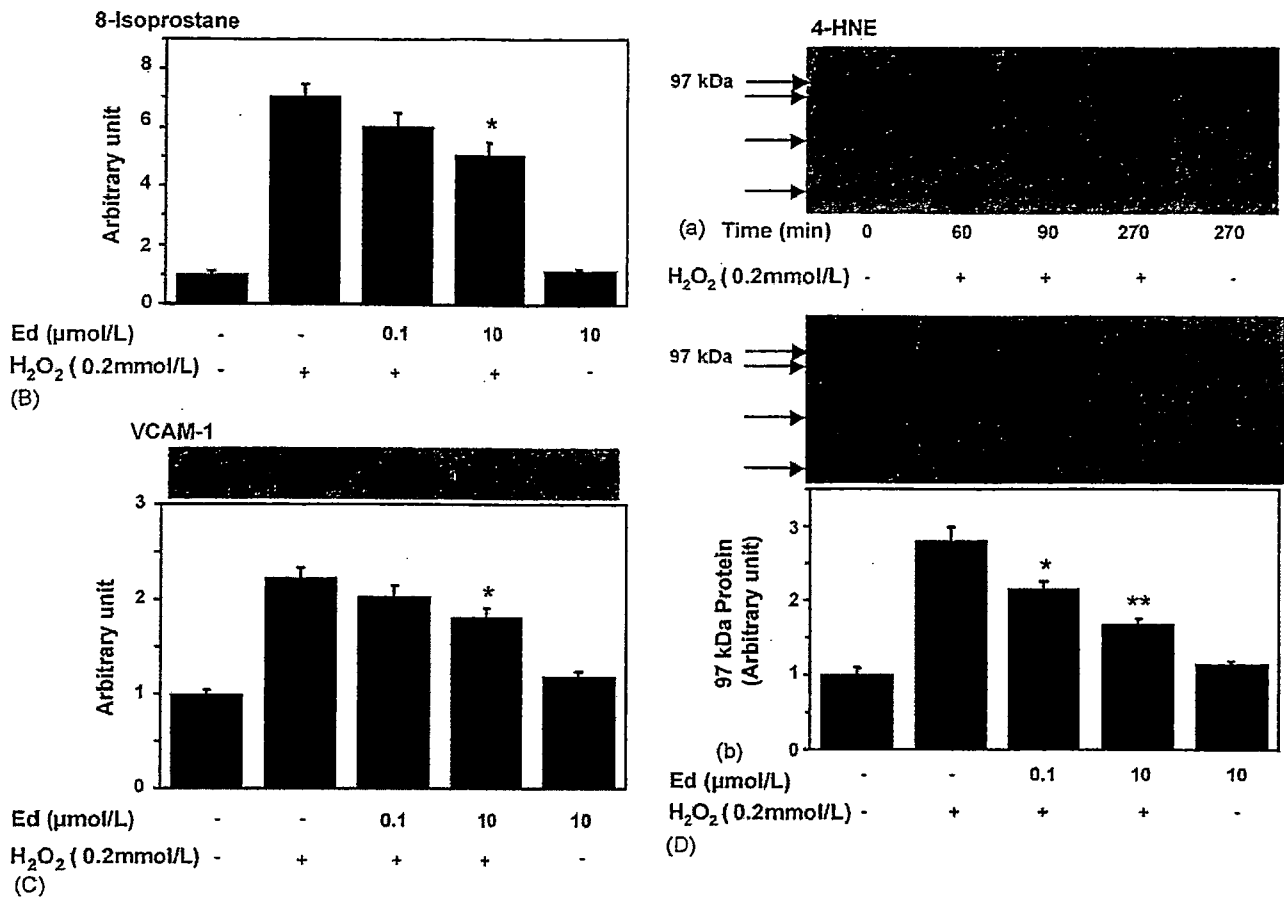 8-Isoprostane
Arbitrary unit
8
6
4
2
0
Ed (µmol/L) - - 0.1 10 10
H₂O₂ ( 0.2mmol/L) - + + + -
*
(B)
VCAM-1
Arbitrary unit
3
2
1
0
*
Ed (µmol/L) - - 0.1 10 10
H₂O₂ ( 0.2mmol/L) - + + + -
(C)
4-HNE
97 kDa
(a) Time (min) 0 60 90 270 270
H₂O₂ ( 0.2mmol/L) - + + + -
97 kDa
97 kDa Protein
(Arbitrary unit)
3
2
1
0
*
**
(b)
Ed (µmol/L) - - 0.1 10 10
H₂O₂ ( 0.2mmol/L) - + + + -
(D)